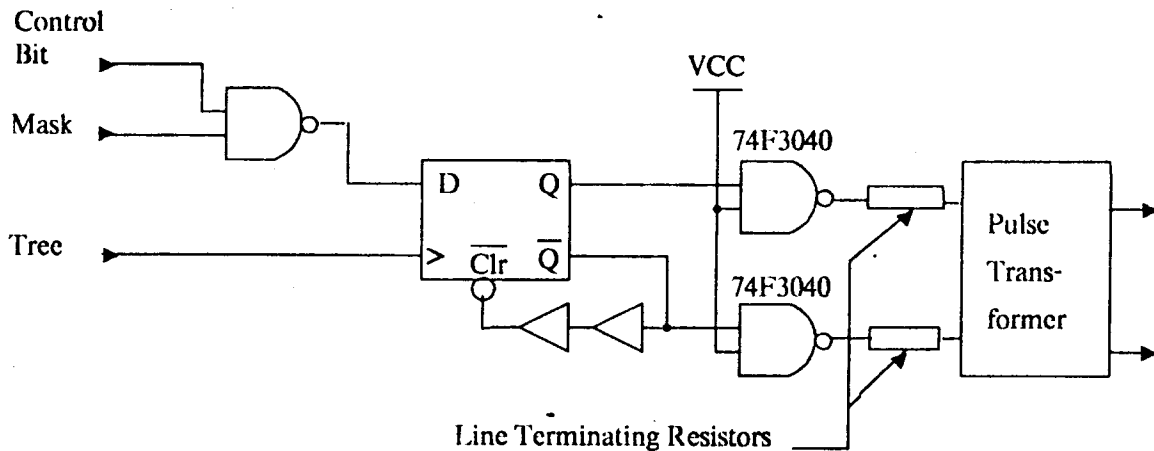 Control
Bit
Mask
Tree
D
Q
>
Clr
Q
VCC
74F3040
74F3040
Pulse
Trans-
former
Line Terminating Resistors